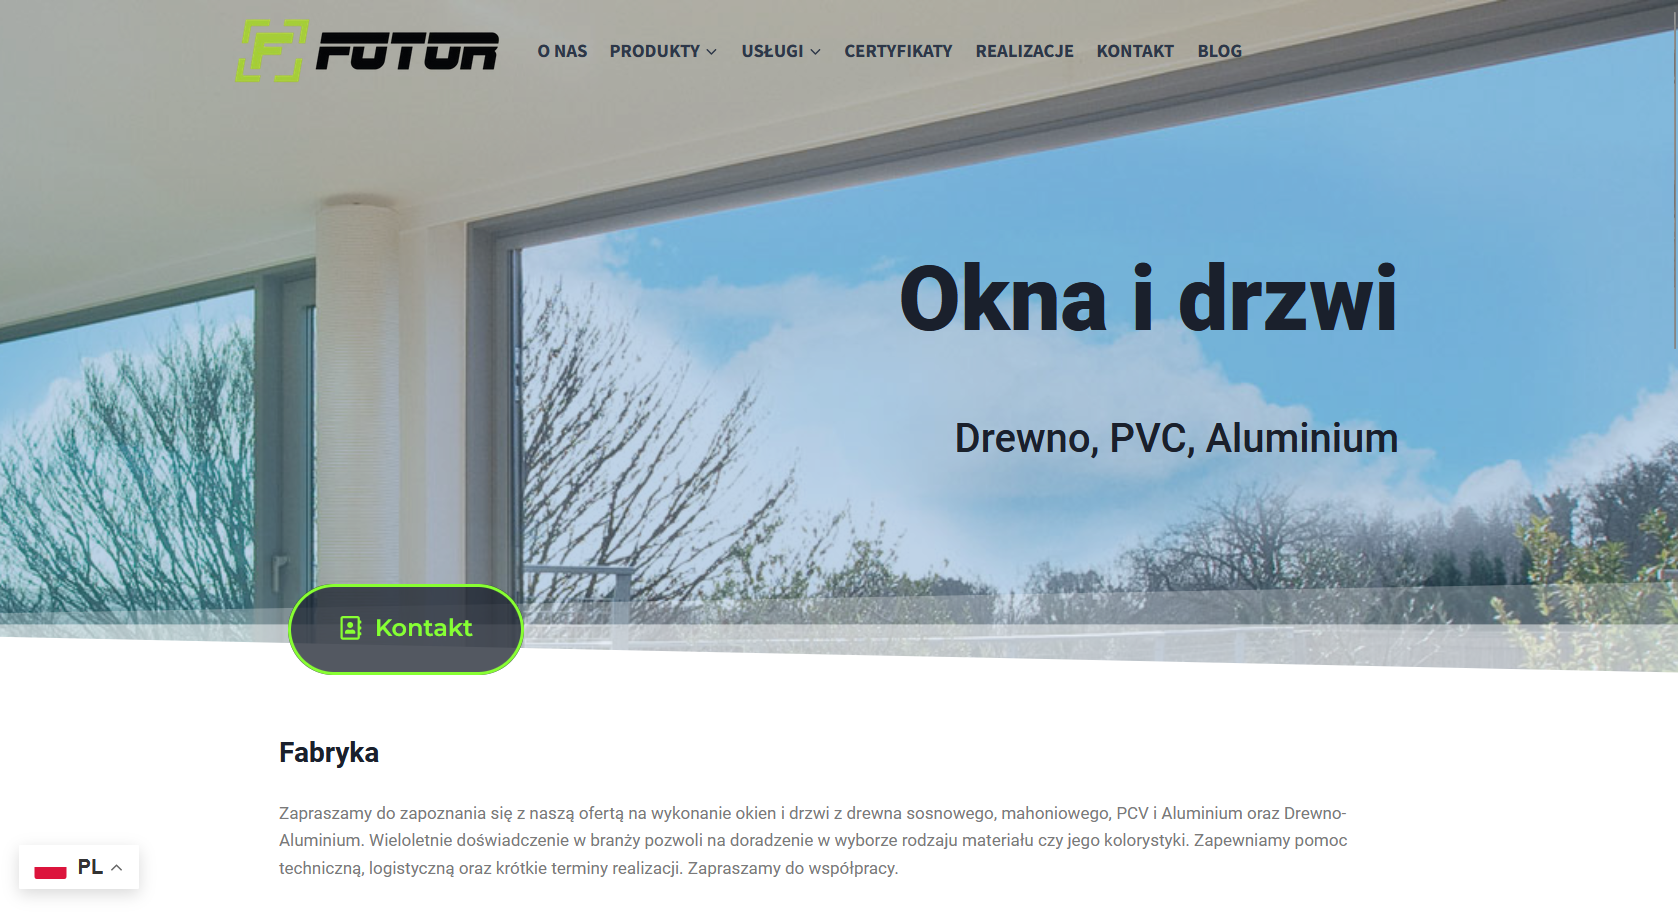 F FUTUR
O NAS PRODUKTY USŁUGI CERTYFIKATY REALIZACJE KONTAKT BLOG
Okna i drzwi
Drewno, PVC, Aluminium
Kontakt
Fabryka
Zapraszamy do zapoznania się z naszą ofertą na wykonanie okien i drzwi z drewna sosnowego, mahoniowego, PCV i Aluminium oraz Drewno-
Aluminium. Wieloletnie doświadczenie w branży pozwoli na doradzenie w wyborze rodzaju materiału czy jego kolorystyki. Zapewniamy pomoc
techniczną, logistyczną oraz krótkie terminy realizacji. Zapraszamy do współpracy.
PL